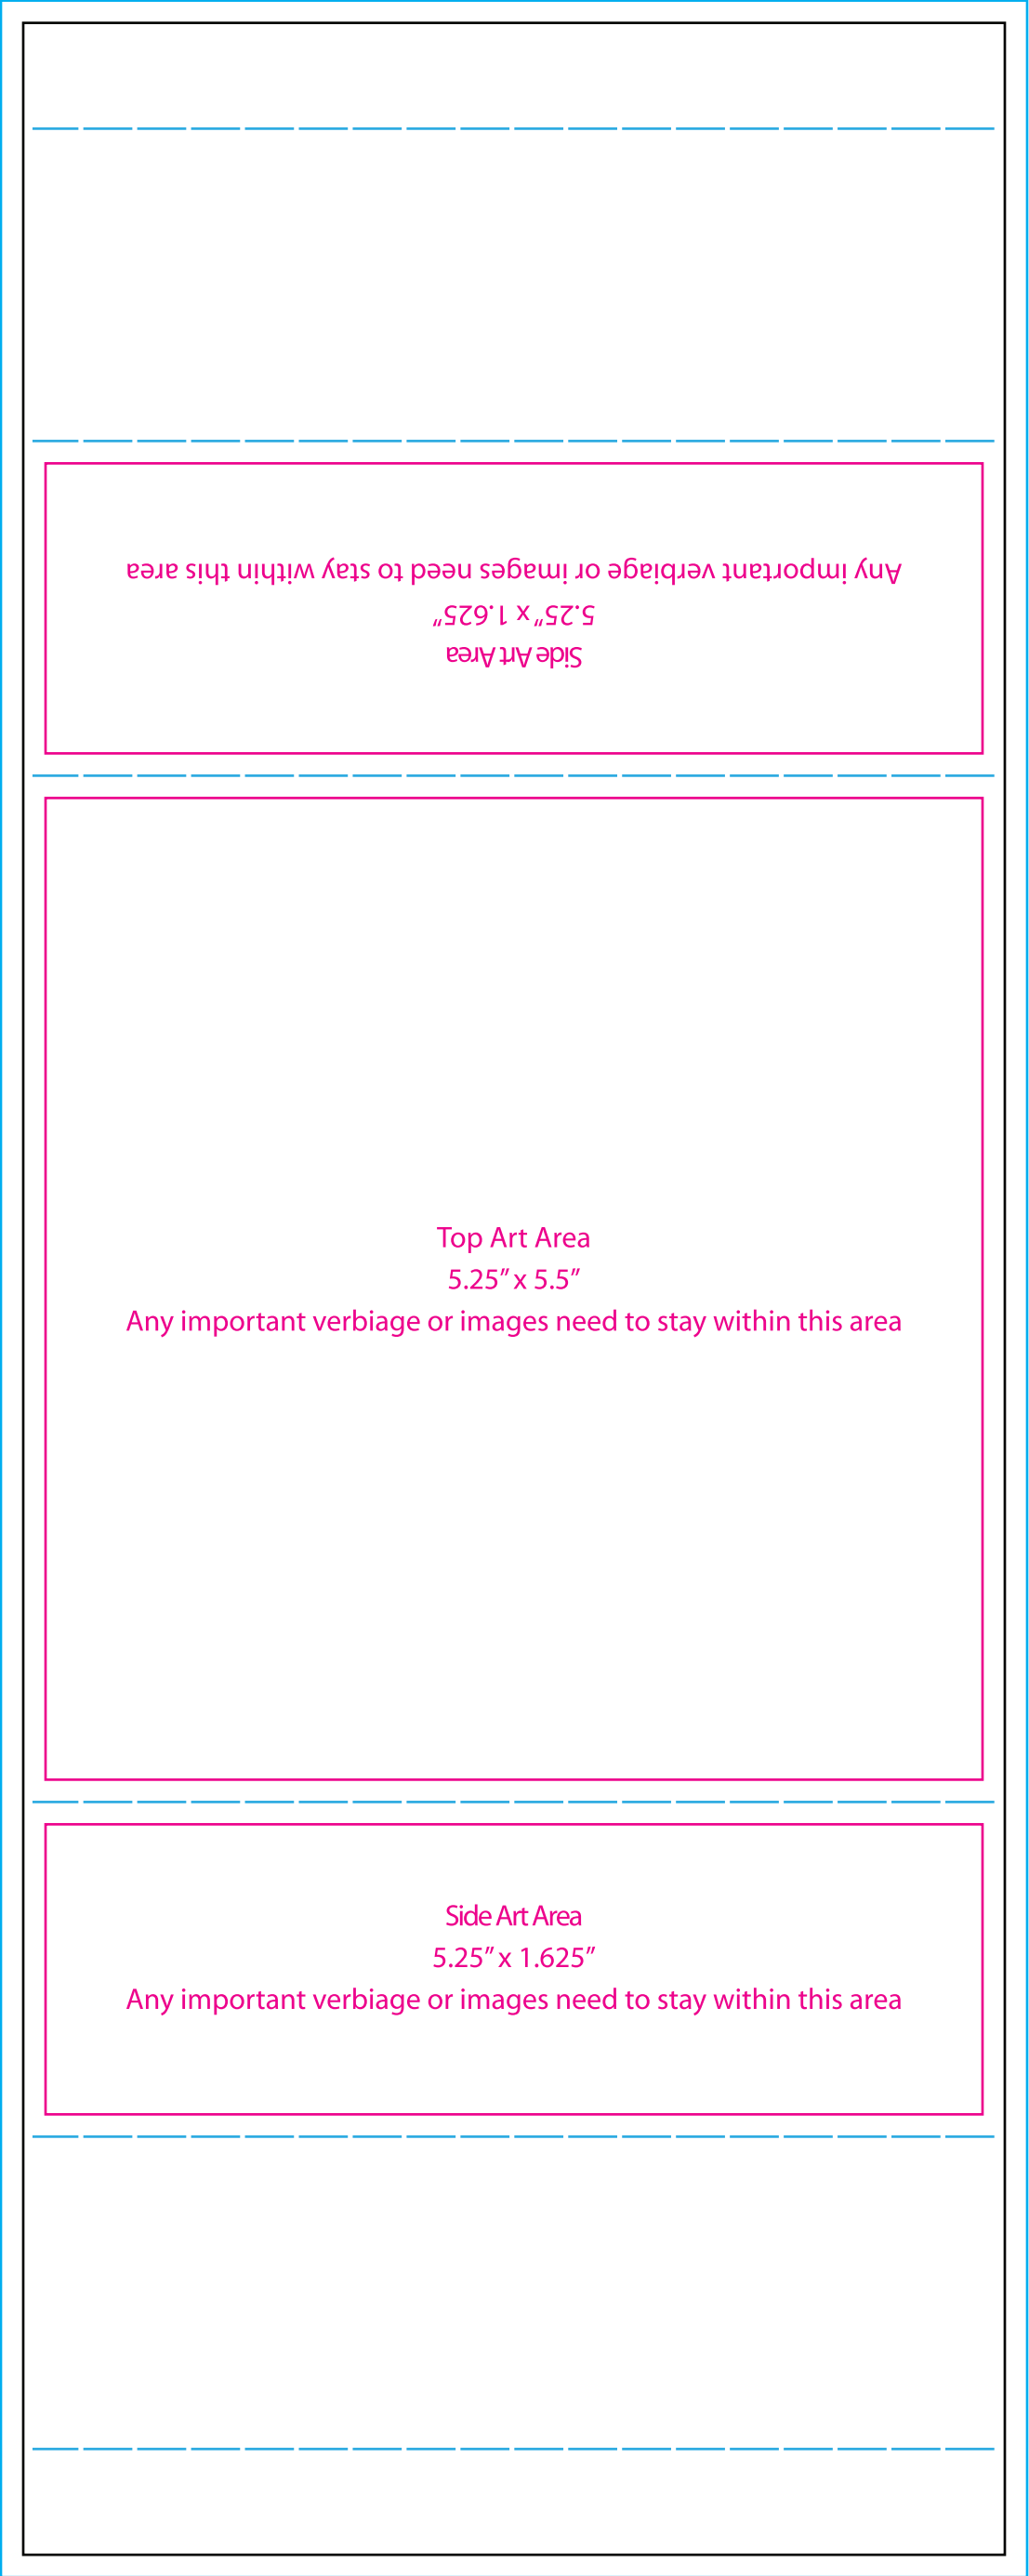 Side Art Area
5.25” x 1.625”
Any important verbiage or images need to stay within this area
Top Art Area
5.25” x 5.5”
Any important verbiage or images need to stay within this area
Side Art Area
5.25” x 1.625”
Any important verbiage or images need to stay within this area